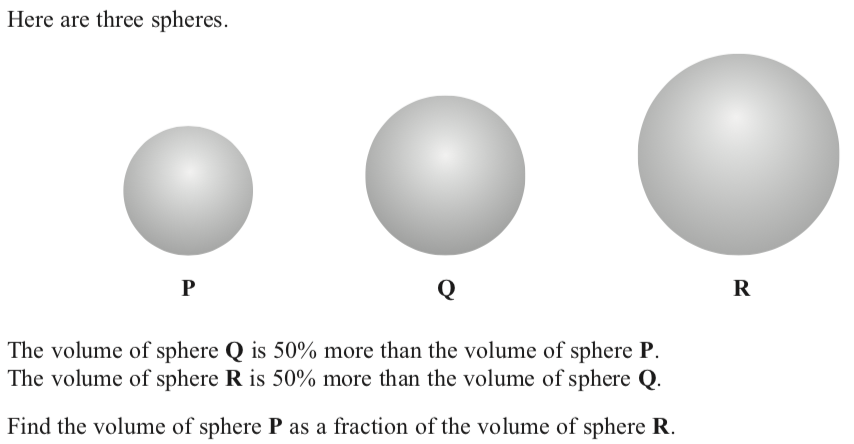 Here are three spheres.
P Q R
The volume of sphere Q is 50% more than the volume of sphere P.
The volume of sphere R is 50% more than the volume of sphere Q.
Find the volume of sphere P as a fraction of the volume of sphere R.